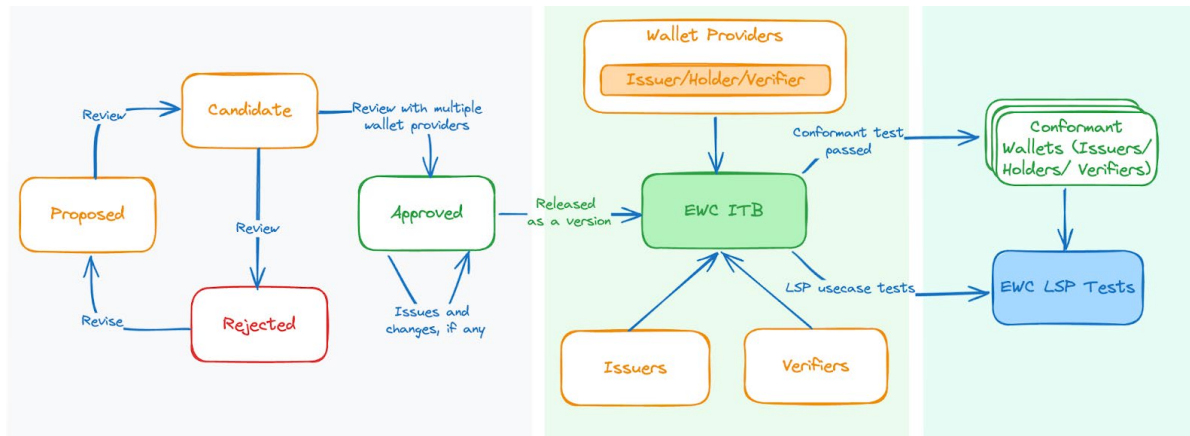 Wallet Providers
Issuer/Holder/Verifier
Candidate
Review
Review with multiple
wallet providers
Conformant test
passed
Conformant
Wallets (Issuers/
Holders/ Verifiers)
Proposed
Approved
Released
as a version
EWC ITB
Review
LSP usecase tests
EWC LSP Tests
Revise
Rejected
Issues and
changes, if any
Issuers
Verifiers